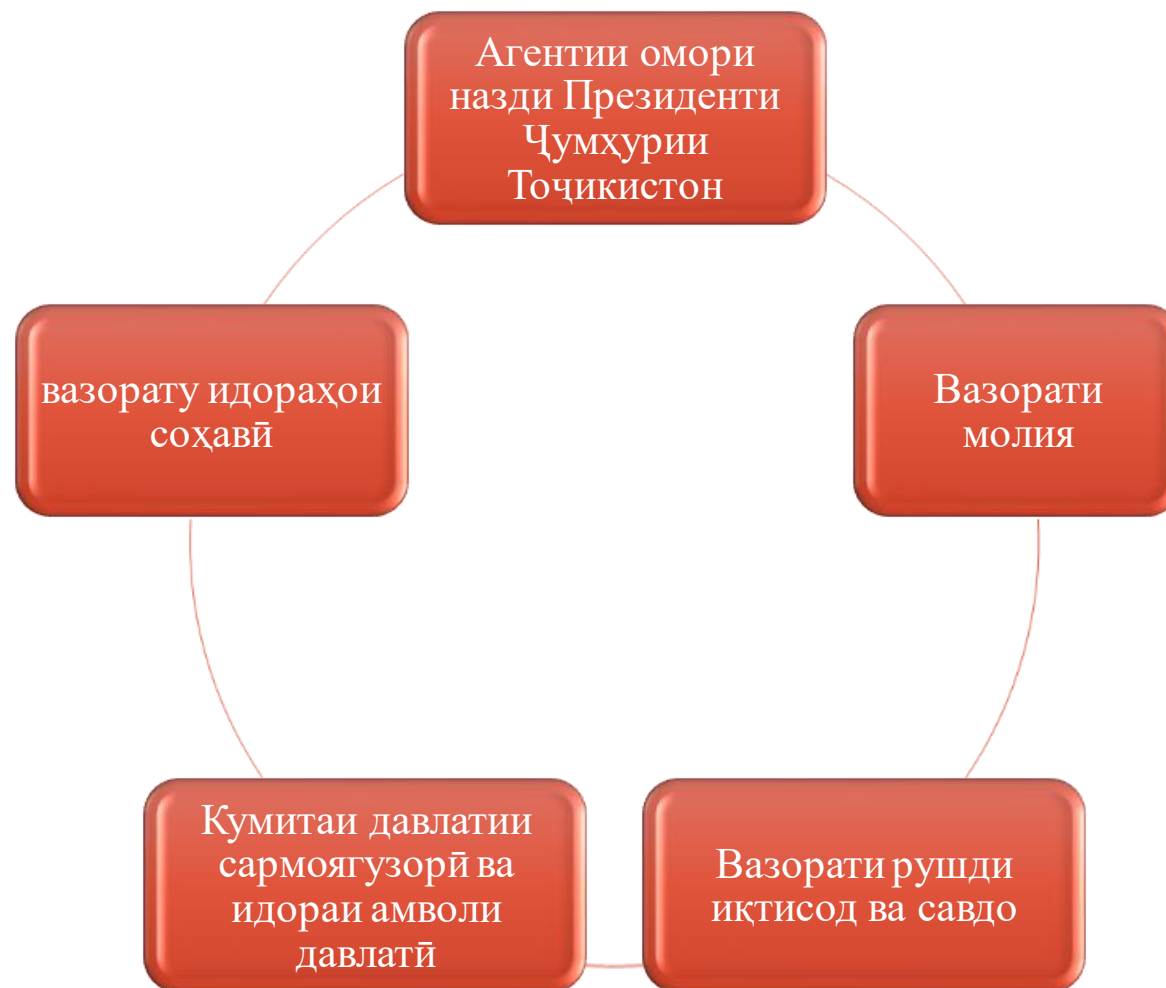 Агентии омори
назди Президенти
Ҷумҳурии
Тоҷикистон
вазорату идораҳои
соҳавӣ
Вазорати
молия
Кумитаи давлатии
сармоягузорӣ ва
идораи амволи
давлатӣ
Вазорати рушди
иқтисод ва савдо